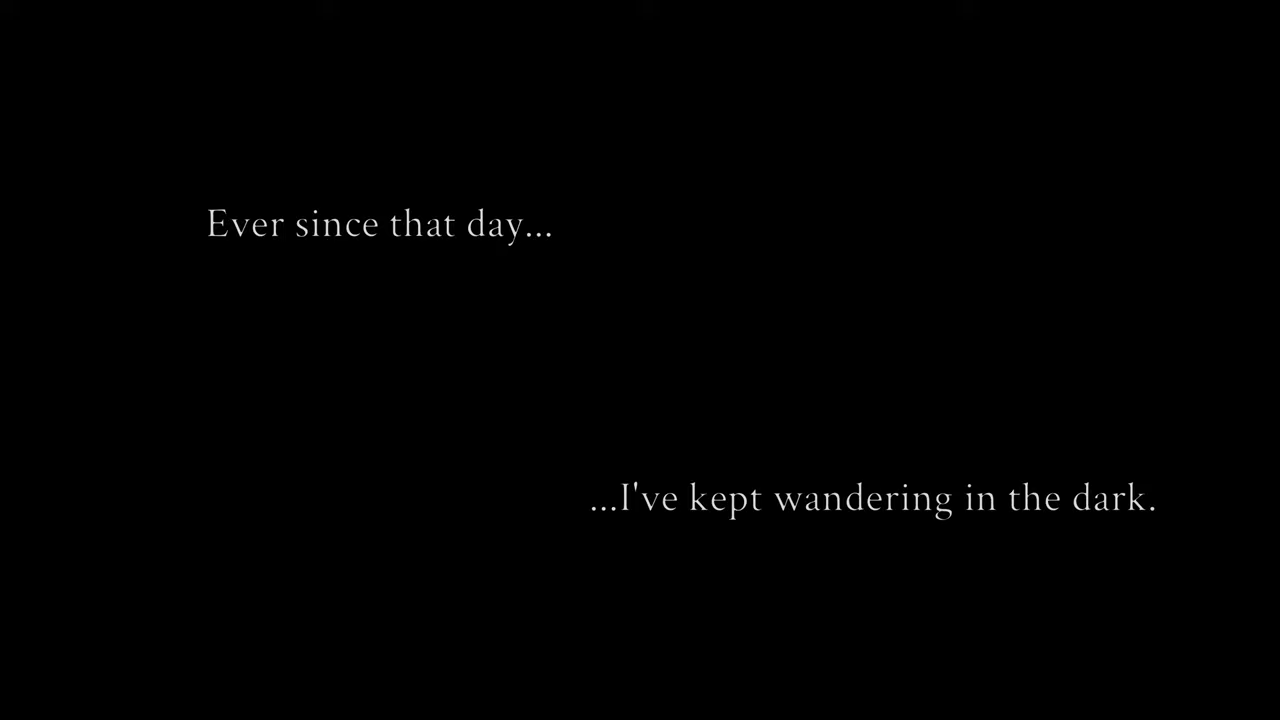 Ever since that day...
...I've kept wandering in the dark.